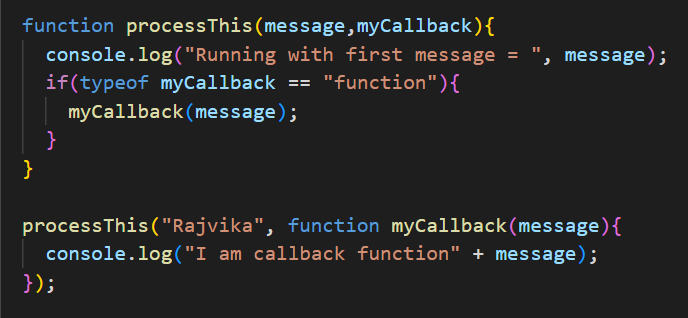 function processThis(message,myCallback){
  console.log("Running with first message = ", message);
  if(typeof myCallback == "function"){
    myCallback(message);
  }
}

processThis("Rajvika", function myCallback(message){
  console.log("I am callback function" + message);
});